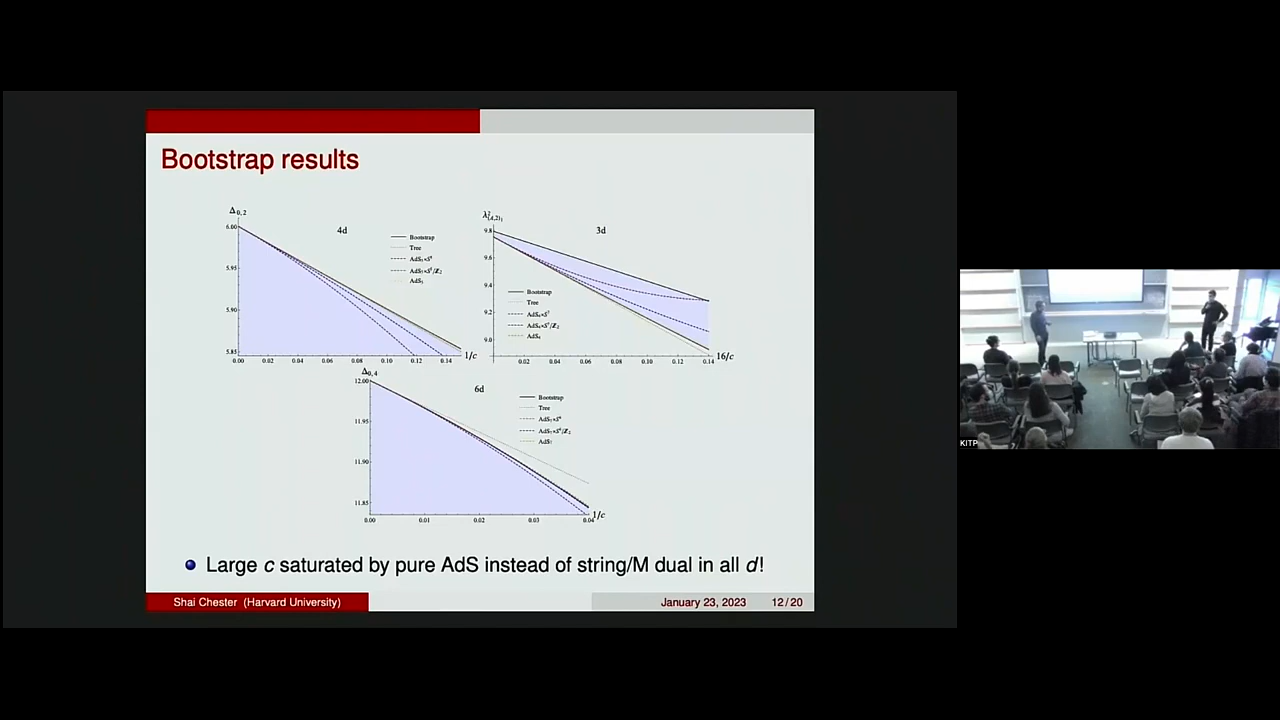 Bootstrap results
Δ0,2
6.00
5.95
5.90
5.85
0.00 0.02 0.04 0.06 0.08 0.10 0.12 0.14
1/c
4d
Bootstrap
Tree
AdS5×S5
AdS5×S5/Z2
AdS5
λ²(A,2)1
9.8
9.6
9.4
9.2
9.0
0.02 0.04 0.06 0.08 0.10 0.12 0.14
16/c
3d
Bootstrap
Tree
AdS4×S7
AdS4×S7/Z2
AdS4
Δ0,4
12.00
11.95
11.90
11.85
0.00 0.01 0.02 0.03 0.04
1/c
6d
Bootstrap
Tree
AdS7×S4
AdS7×S4/Z2
AdS7
Large c saturated by pure AdS instead of string/M dual in all d!
Shai Chester (Harvard University) January 23, 2023 12/20
KITP